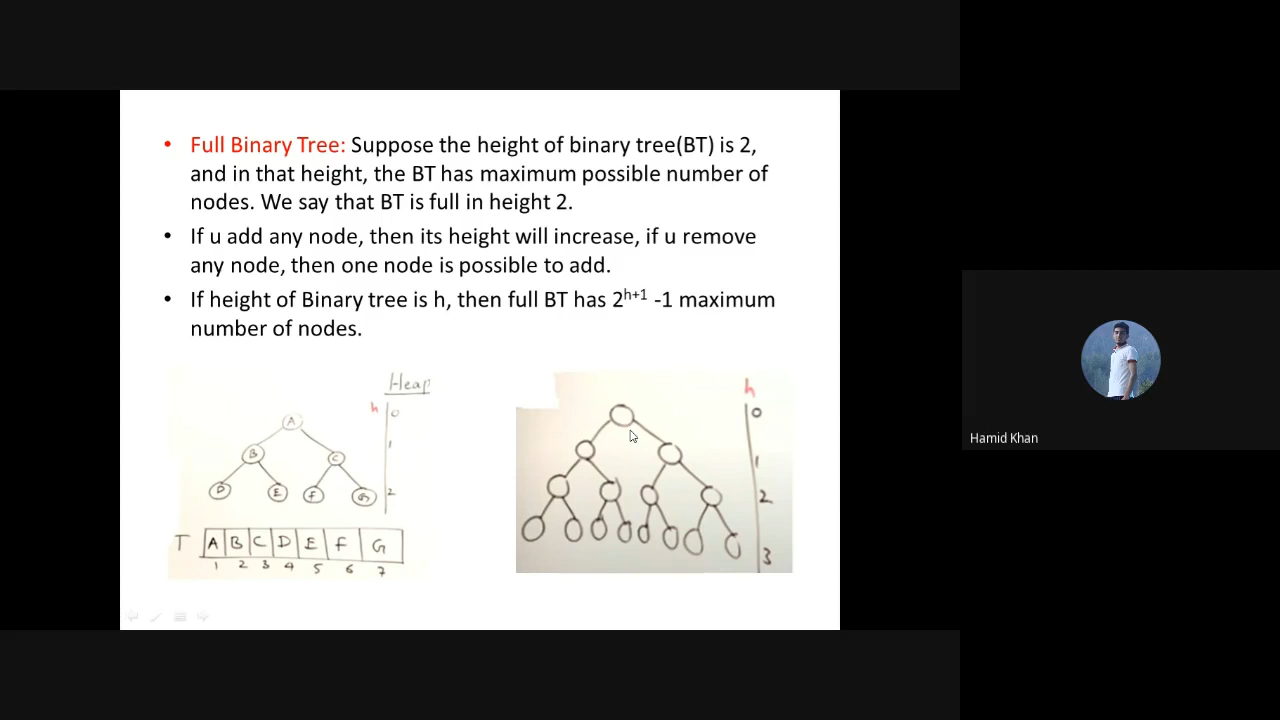 • Full Binary Tree: Suppose the height of binary tree(BT) is 2,
and in that height, the BT has maximum possible number of
nodes. We say that BT is full in height 2.
• If u add any node, then its height will increase, if u remove
any node, then one node is possible to add.
• If height of Binary tree is h, then full BT has 2^h+1 -1 maximum
number of nodes.
Heap
h
0
A
1
B C
D E F G 2
T A B C D E F G
1 2 3 4 5 6 7
h
0
1
2
3
Hamid Khan